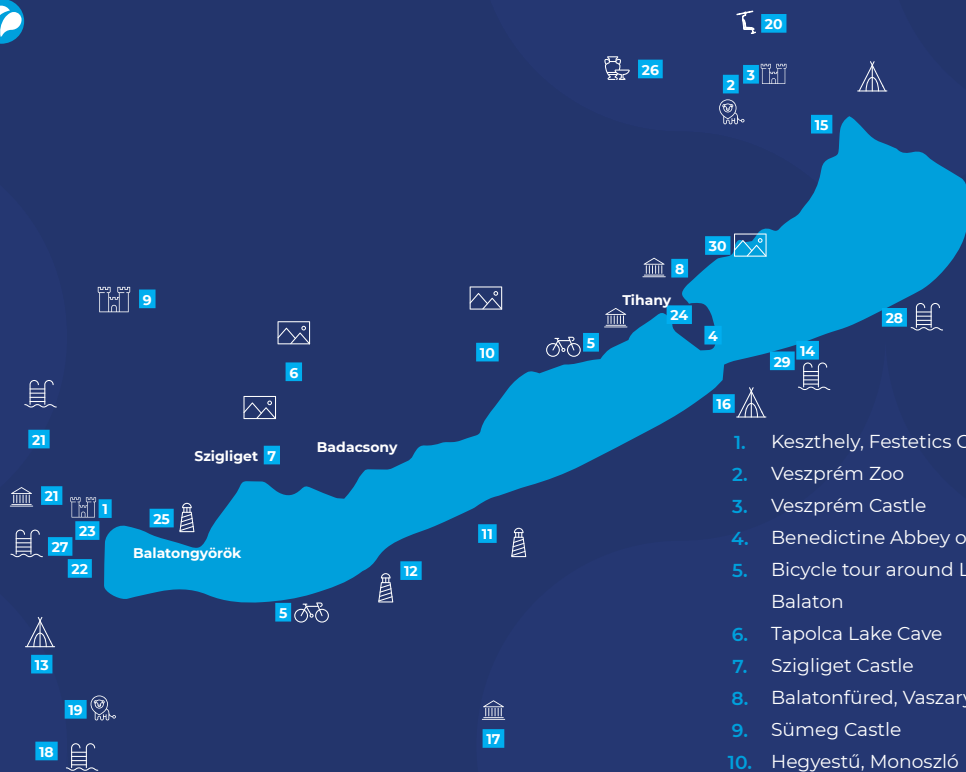 20
26
3
2
15
30
8
9
Tihany
24
28
4
5
14
10
29
6
16
21
1. Keszthely, Festetics
Szigliget 7
Badacsony
2. Veszprém Zoo
21
1
3. Veszprém Castle
25
23
11
4. Benedictine Abbey
27
Balatongyörök
22
12
5. Bicycle tour around
Balaton
5
6. Tapolca Lake Cave
13
7. Szigliget Castle
8. Balatonfüred, Vaszary
19
9. Sümeg Castle
17
18
10. Hegyestű, Monoszló